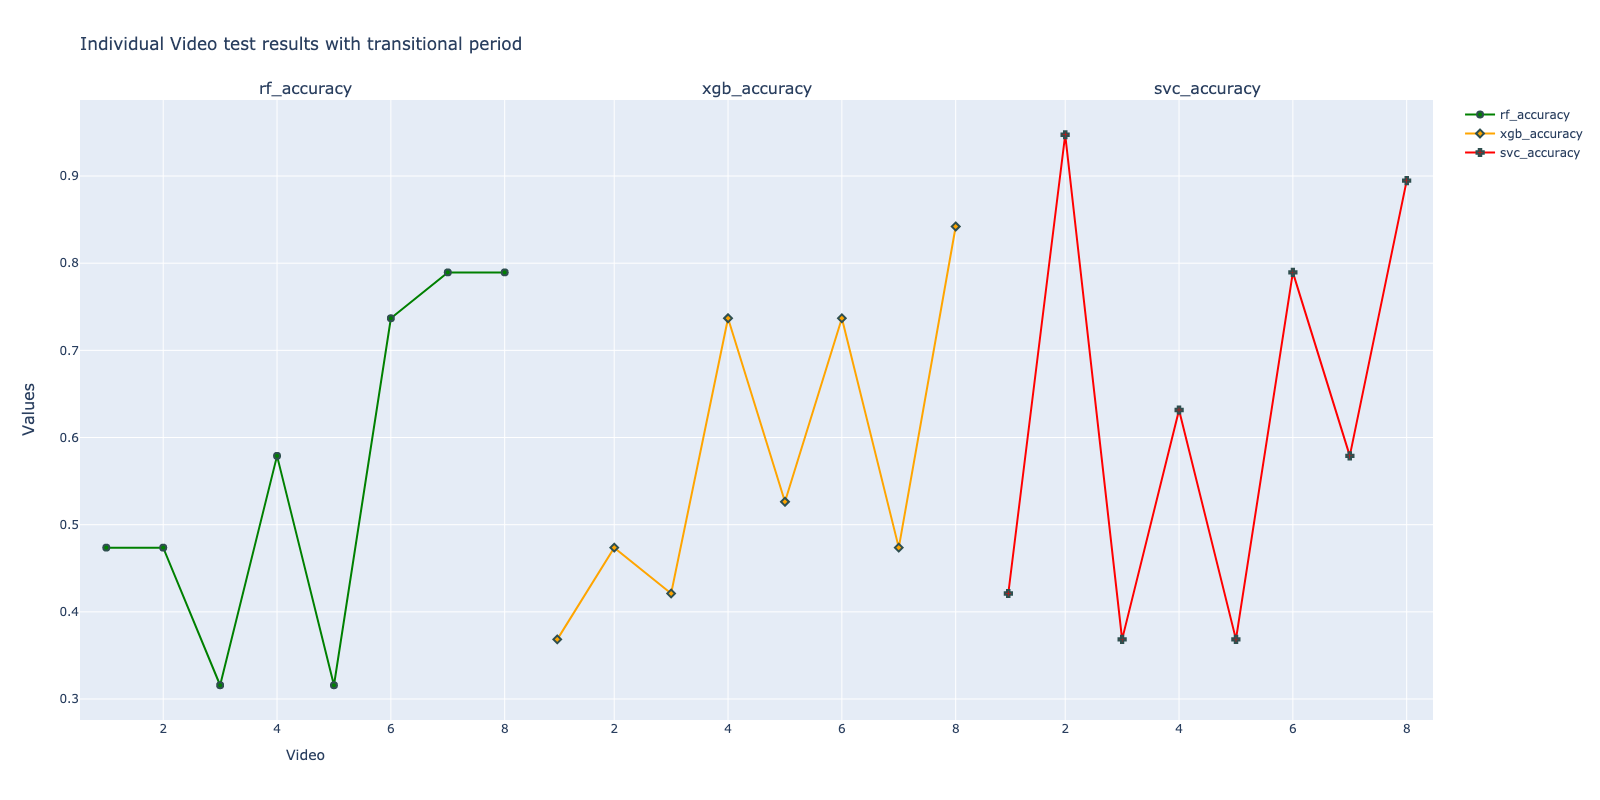 Individual Video test results with transitional period
rf_accuracy
xgb_accuracy
svc_accuracy
rf_accuracy
xgb_accuracy
svc_accuracy
Values
0.9
0.8
0.7
0.6
0.5
0.4
0.3
2 4 6 8 2 4 6 8 2 4 6 8
Video